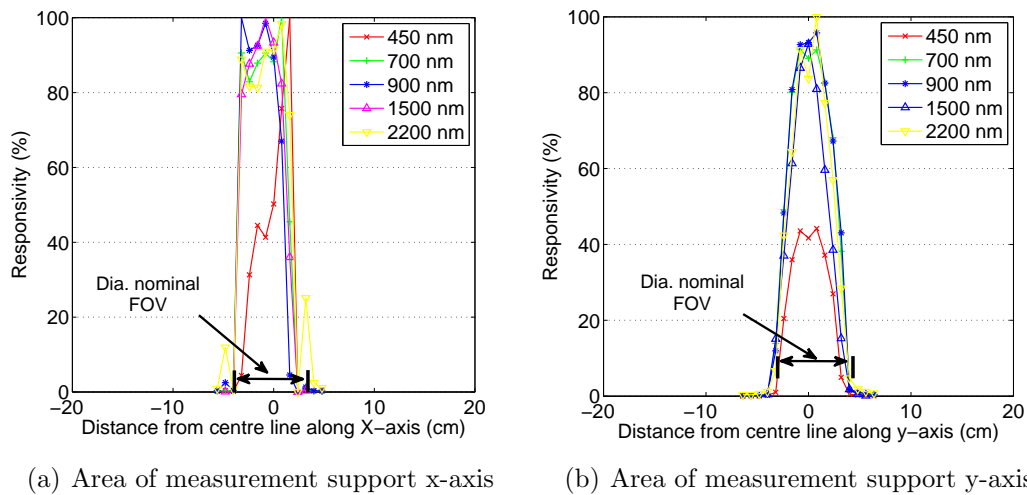 100
80
60
40
20
0
Responsivity (%)
−20
−10
0
10
20
Distance from centre line along X−axis (cm)
450 nm
700 nm
900 nm
1500 nm
2200 nm
Dia. nominal
FOV
(a) Area of measurement support x-axis
100
80
60
40
20
0
Responsivity (%)
−20
−10
0
10
20
Distance from centre line along y−axis (cm)
450 nm
700 nm
900 nm
1500 nm
2200 nm
Dia. nominal
FOV
(b) Area of measurement support y-axi